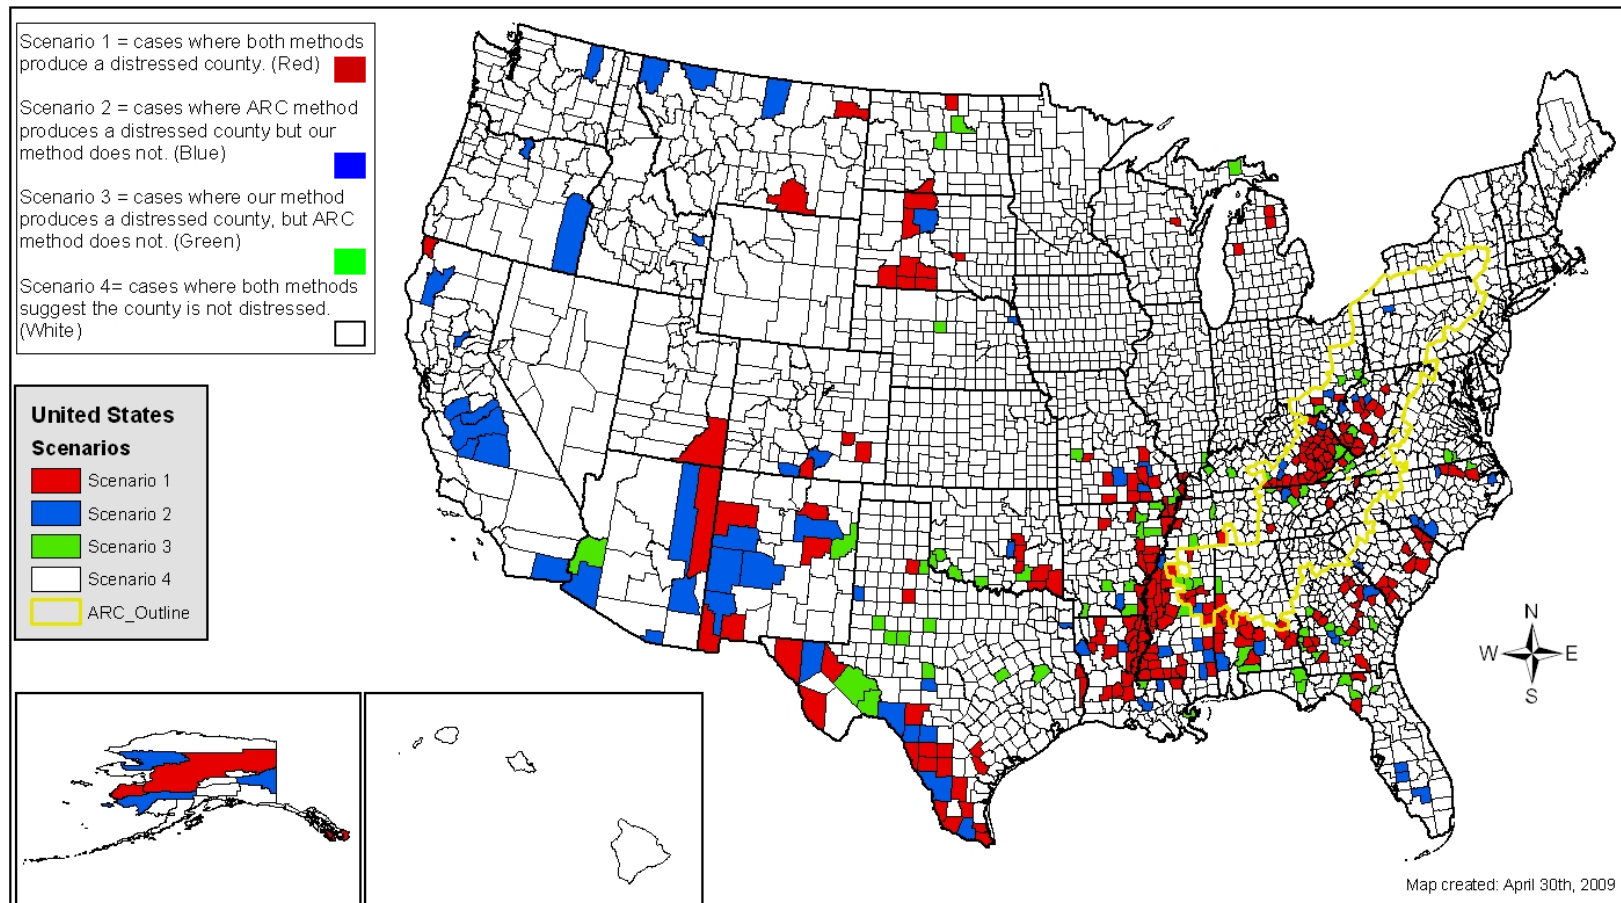 Scenario 1 = cases where both methods
produce a distressed county. (Red)
Scenario 2 = cases where ARC method
produces a distressed county but our
method does not. (Blue)
Scenario 3 = cases where our method
produces a distressed county, but ARC
method does not. (Green)
Scenario 4= cases where both methods
suggest the county is not distressed.
(White)
United States
Scenarios
Scenario 1
Scenario 2
Scenario 3
Scenario 4
ARC_Outline
N
W E
S
Map created: April 30th, 2009